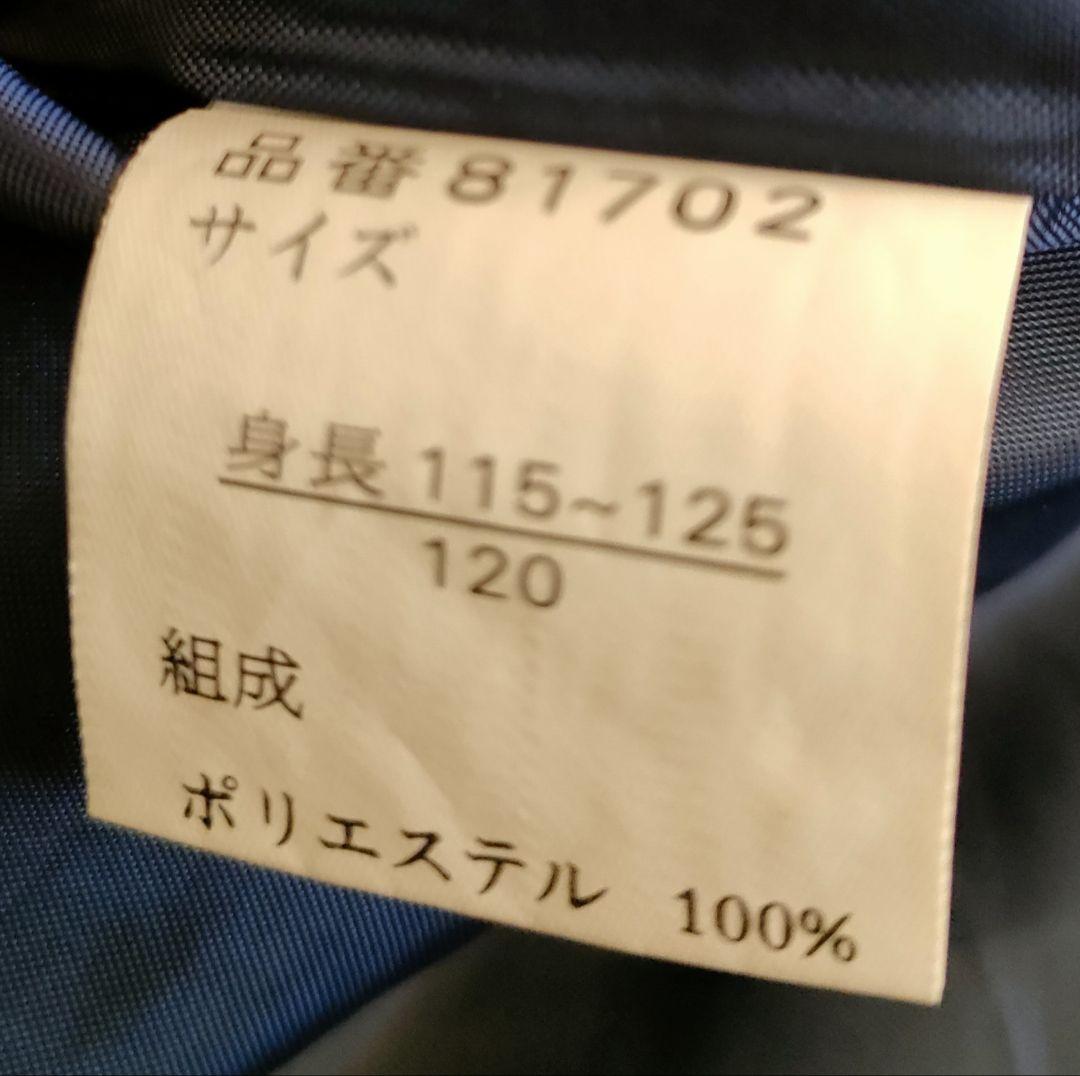 品番81702
サイズ
身長115~125
120
組成
ポリエステル 100%